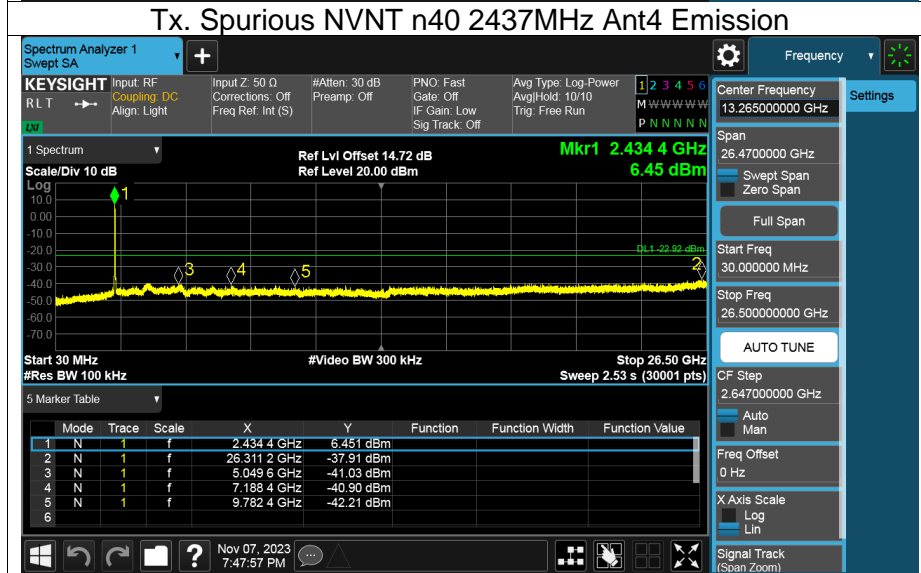 Tx. Spurious NVNT n40 2437MHz Ant4 Emission
Spectrum Analyzer 1
Swept SA
+
Frequency
KEYSIGHT
RLT
LXI
Input: RF
Coupling: DC
Align: Light
Input Z: 50 Ω
Corrections: Off
Freq Ref: Int (S)
#Atten: 30 dB
Preamp: Off
PNO: Fast
Gate: Off
IF Gain: Low
Sig Track: Off
Avg Type: Log-Power
Avg|Hold: 10/10
Trig: Free Run
1 2 3 4 5 6
M W W W W W
P N N N N N
1 Spectrum
Scale/Div 10 dB
Ref Lvl Offset 14.72 dB
Ref Level 20.00 dBm
Mkr1 2.434 4 GHz
6.45 dBm
Log
10.0
0.00
-10.0
-20.0
-30.0
-40.0
-50.0
-60.0
-70.0
1
3
4
5
2
DL1 -22.92 dBm
Start 30 MHz
#Video BW 300 kHz
Stop 26.50 GHz
#Res BW 100 kHz
Sweep 2.53 s (30001 pts)
5 Marker Table
Mode Trace Scale X Y Function Function Width Function Value
1 N 1 f 2.434 4 GHz 6.451 dBm
2 N 1 f 26.311 2 GHz -37.91 dBm
3 N 1 f 5.049 6 GHz -41.03 dBm
4 N 1 f 7.188 4 GHz -40.90 dBm
5 N 1 f 9.782 4 GHz -42.21 dBm
6
?
Nov 07, 2023
7:47:57 PM
Center Frequency
13.265000000 GHz
Settings
Span
26.4700000 GHz
Swept Span
Zero Span
Full Span
Start Freq
30.000000 MHz
Stop Freq
26.500000000 GHz
AUTO TUNE
CF Step
2.647000000 GHz
Auto
Man
Freq Offset
0 Hz
X Axis Scale
Log
Lin
Signal Track
(Span Zoom)